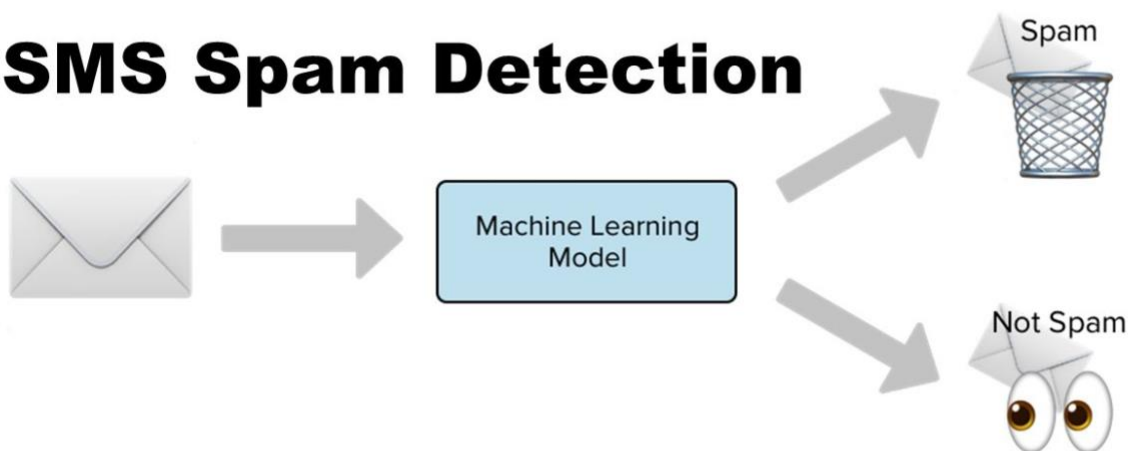 SMS Spam Detection
Spam
Machine Learning
Model
Not Spam